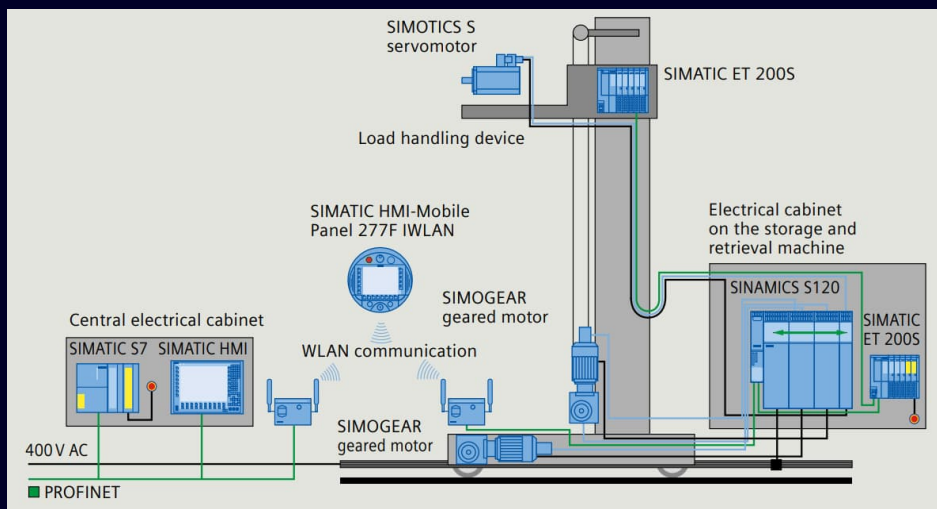 SIMOTICS S
servomotor
SIMATIC ET 200S
Load handling device
SIMATIC HMI-Mobile
Panel 277F IWLAN
Electrical cabinet
on the storage and
retrieval machine
SINAMICS S120
SIMOGEAR
geared motor
SIMATIC
ET 200S
Central electrical cabinet
SIMATIC S7
SIMATIC HMI
WLAN communication
SIMOGEAR
geared motor
400 V AC
PROFINET